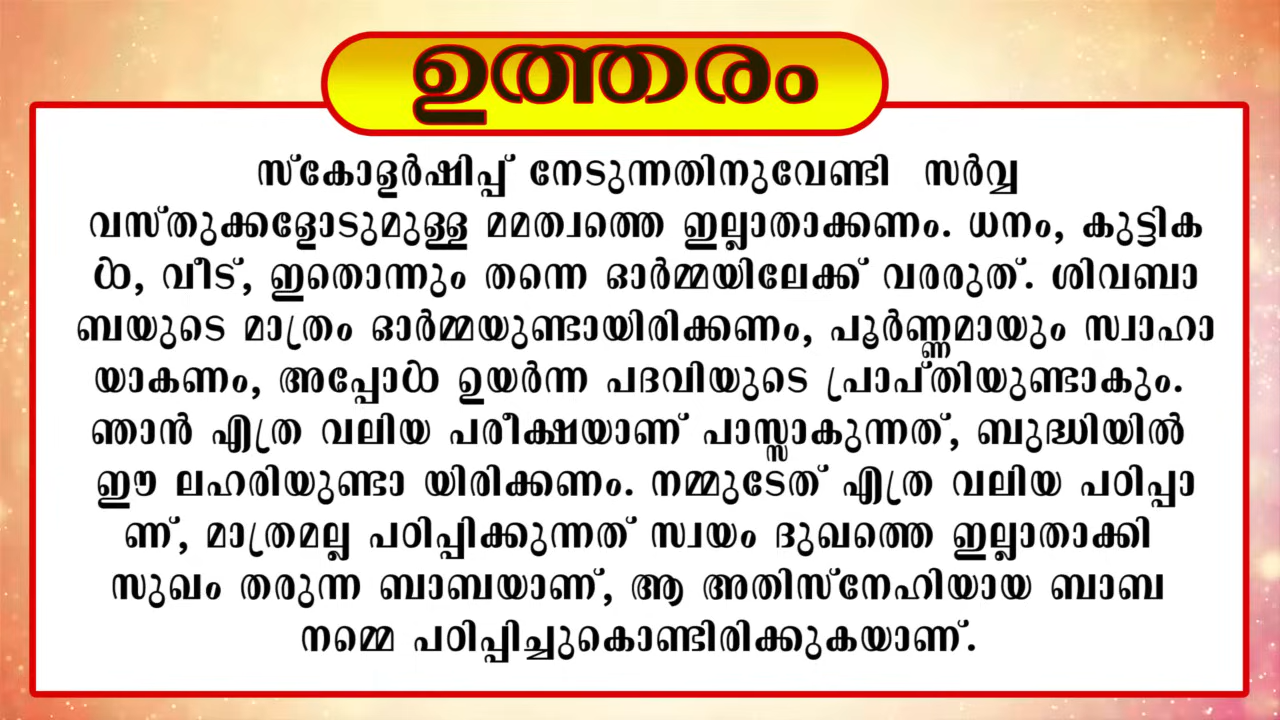 ഉത്തരം
സ്കോളർഷിപ്പ് നേടുന്നതിനുവേണ്ടി സർവ്വ
വസ്തുക്കളോടുമുള്ള മമത്വത്തെ ഇല്ലാതാക്കണം. ധനം, കുട്ടിക
ൾ, വീട്, ഇതൊന്നും തന്നെ ഓർമ്മയിലേക്ക് വരരുത്. ശിവബാ
ബയുടെ മാത്രം ഓർമ്മയുണ്ടായിരിക്കണം, പൂർണ്ണമായും സ്വാഹാ
യാകണം, അപ്പോൾ ഉയർന്ന പദവിയുടെ പ്രാപ്തിയുണ്ടാകും.
ഞാൻ എത്ര വലിയ പരീക്ഷയാണ് പാസ്സാകുന്നത്, ബുദ്ധിയിൽ
ഈ ലഹരിയുണ്ടാ യിരിക്കണം. നമ്മുടേത് എത്ര വലിയ പഠിപ്പാ
ണ്, മാത്രമല്ല പഠിപ്പിക്കുന്നത് സ്വയം ദുഖത്തെ ഇല്ലാതാക്കി
സുഖം തരുന്ന ബാബയാണ്, ആ അതിസ്നേഹിയായ ബാബ
നമ്മെ പഠിപ്പിച്ചുകൊണ്ടിരിക്കുകയാണ്.